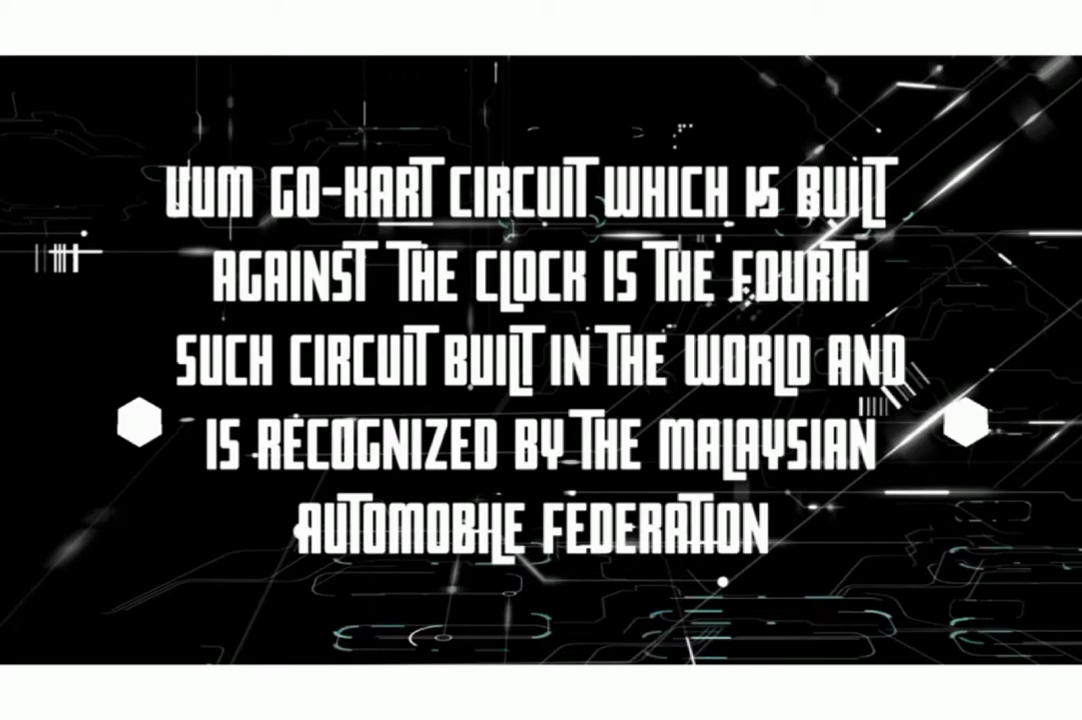 UUM GO-KART CIRCUIT WHICH IS BUILT
AGAINST THE CLOCK IS THE FOURTH
SUCH CIRCUIT BUILT IN THE WORLD AND
IS RECOGNIZED BY THE MALAYSIAN
AUTOMOBILE FEDERATION